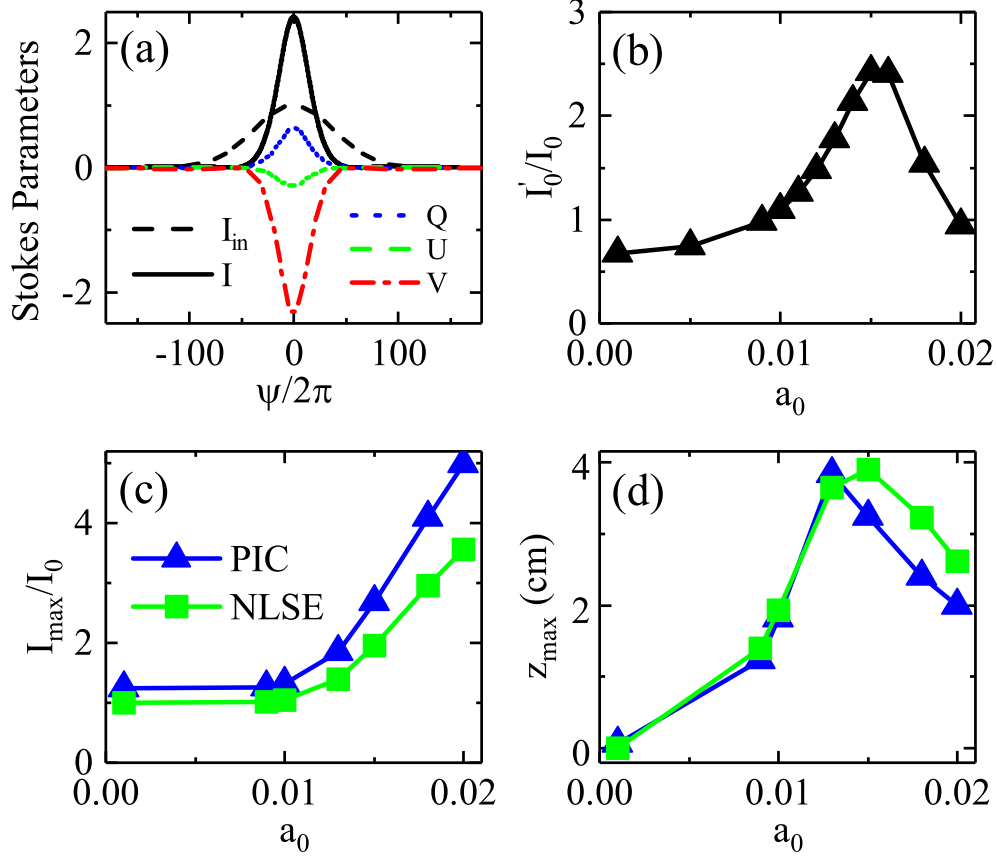 (a)
Stokes Parameters
2
0
-2
I_in
I
Q
U
V
-100 0 100
ψ/2π
(b)
I'_0/I_0
3
2
1
0
0.00 0.01 0.02
a_0
(c)
I_max/I_0
4
2
0
PIC
NLSE
0.00 0.01 0.02
a_0
(d)
z_max (cm)
4
2
0
0.00 0.01 0.02
a_0